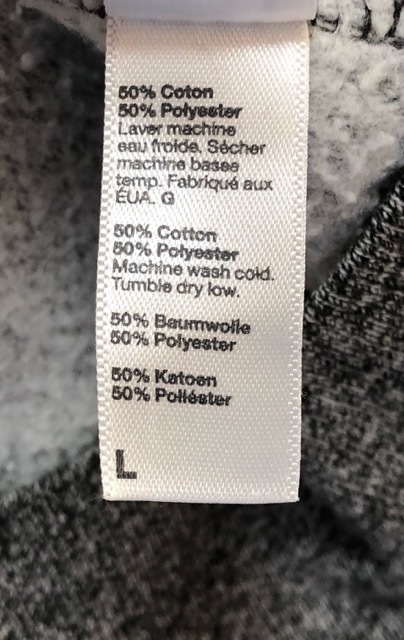 50% Coton
50% Polyester
Laver machine
eau froide. Sécher
machine basse
temp. Fabriqué aux
ÉUA. G
50% Cotton
50% Polyester
Machine wash cold.
Tumble dry low.
50% Baumwolle
50% Polyester
50% Katoen
50% Poliéster
L